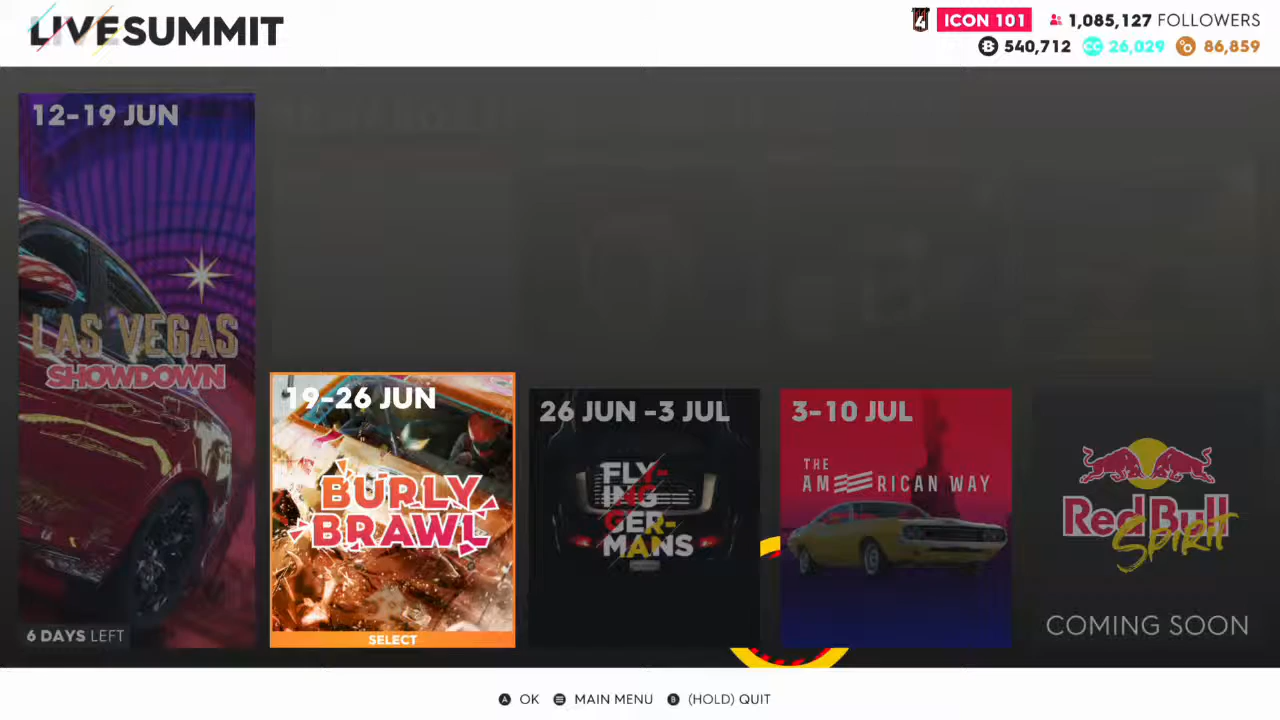 LIVESUMMIT
4 ICON 101 1,085,127 FOLLOWERS
540,712 CC 26,029 86,859
12-19 JUN
LAS VEGAS
SHOWDOWN
6 DAYS LEFT
19-26 JUN
BURLY
BRAWL
SELECT
26 JUN -3 JUL
FLY-
ING
GER-
MANS
3-10 JUL
THE
AMERICAN WAY
Red Bull
SPIRIT
COMING SOON
A OK MAIN MENU B (HOLD) QUIT